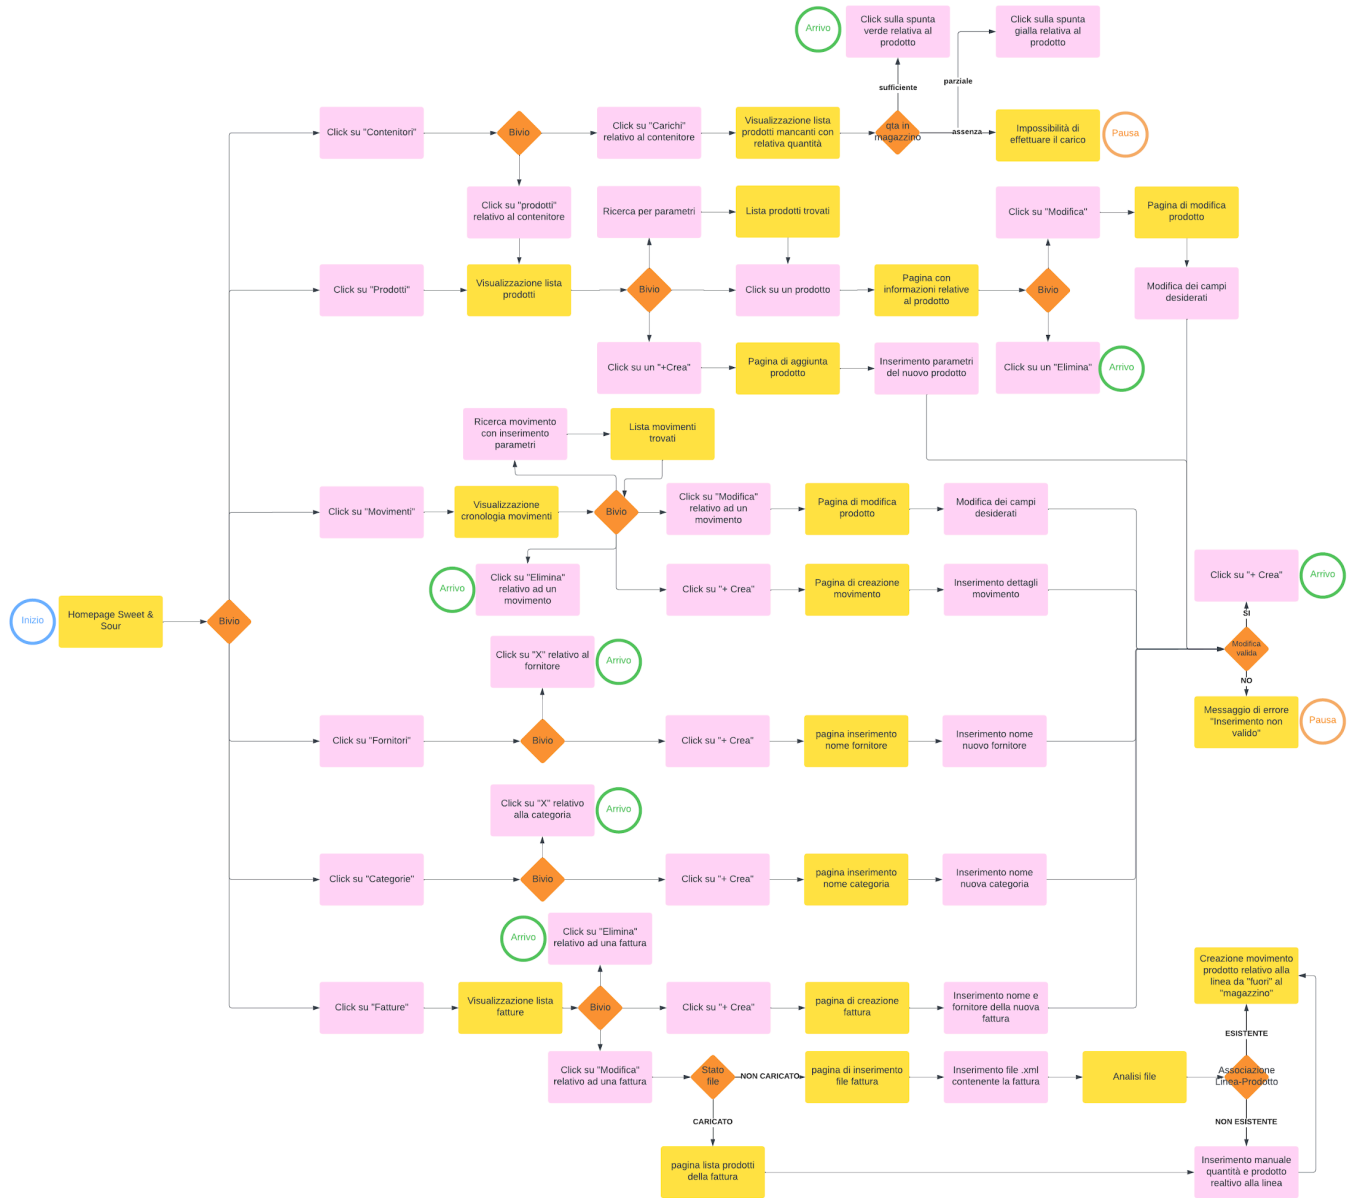 Arrivo
Click sulla spunta
verde relativa al
prodotto
Click sulla spunta
gialla relativa al
prodotto
sufficiente
parziale
Click su "Contenitori"
Bivio
Click su "Carichi"
relativo al contenitore
Visualizzazione lista
prodotti mancanti con
relativa quantità
qta in
magazzino
assenza
Impossibilità di
effettuare il carico
Pausa
Click su "prodotti"
relativo al contenitore
Ricerca per parametri
Lista prodotti trovati
Click su "Modifica"
Pagina di modifica
prodotto
Click su "Prodotti"
Visualizzazione lista
prodotti
Bivio
Click su un prodotto
Pagina con
informazioni relative
al prodotto
Bivio
Modifica dei campi
desiderati
Click su un "+Crea"
Pagina di aggiunta
prodotto
Inserimento parametri
del nuovo prodotto
Click su un "Elimina"
Arrivo
Ricerca movimento
con inserimento
parametri
Lista movimenti
trovati
Click su "Movimenti"
Visualizzazione
cronologia movimenti
Bivio
Click su "Modifica"
relativo ad un
movimento
Pagina di modifica
prodotto
Modifica dei campi
desiderati
Arrivo
Click su "Elimina"
relativo ad un
movimento
Click su "+ Crea"
Pagina di creazione
movimento
Inserimento dettagli
movimento
Click su "+ Crea"
Arrivo
SI
Inizio
Homepage Sweet &
Sour
Bivio
Modifica
valida
NO
Click su "X" relativo al
fornitore
Arrivo
Messaggio di errore
"Inserimento non
valido"
Pausa
Click su "Fornitori"
Bivio
Click su "+ Crea"
pagina inserimento
nome fornitore
Inserimento nome
nuovo fornitore
Click su "X" relativo
alla categoria
Arrivo
Click su "Categorie"
Bivio
Click su "+ Crea"
pagina inserimento
nome categoria
Inserimento nome
nuova categoria
Arrivo
Click su "Elimina"
relativo ad una fattura
Click su "Fatture"
Visualizzazione lista
fatture
Bivio
Click su "+ Crea"
pagina di creazione
fattura
Inserimento nome e
fornitore della nuova
fattura
Creazione movimento
prodotto relativo alla
linea da "fuori" al
"magazzino"
ESISTENTE
Click su "Modifica"
relativo ad una fattura
Stato
file
NON CARICATO
pagina di inserimento
file fattura
Inserimento file .xml
contenente la fattura
Analisi file
Associazione
Linea-Prodotto
CARICATO
NON ESISTENTE
pagina lista prodotti
della fattura
Inserimento manuale
quantità e prodotto
realtivo alla linea